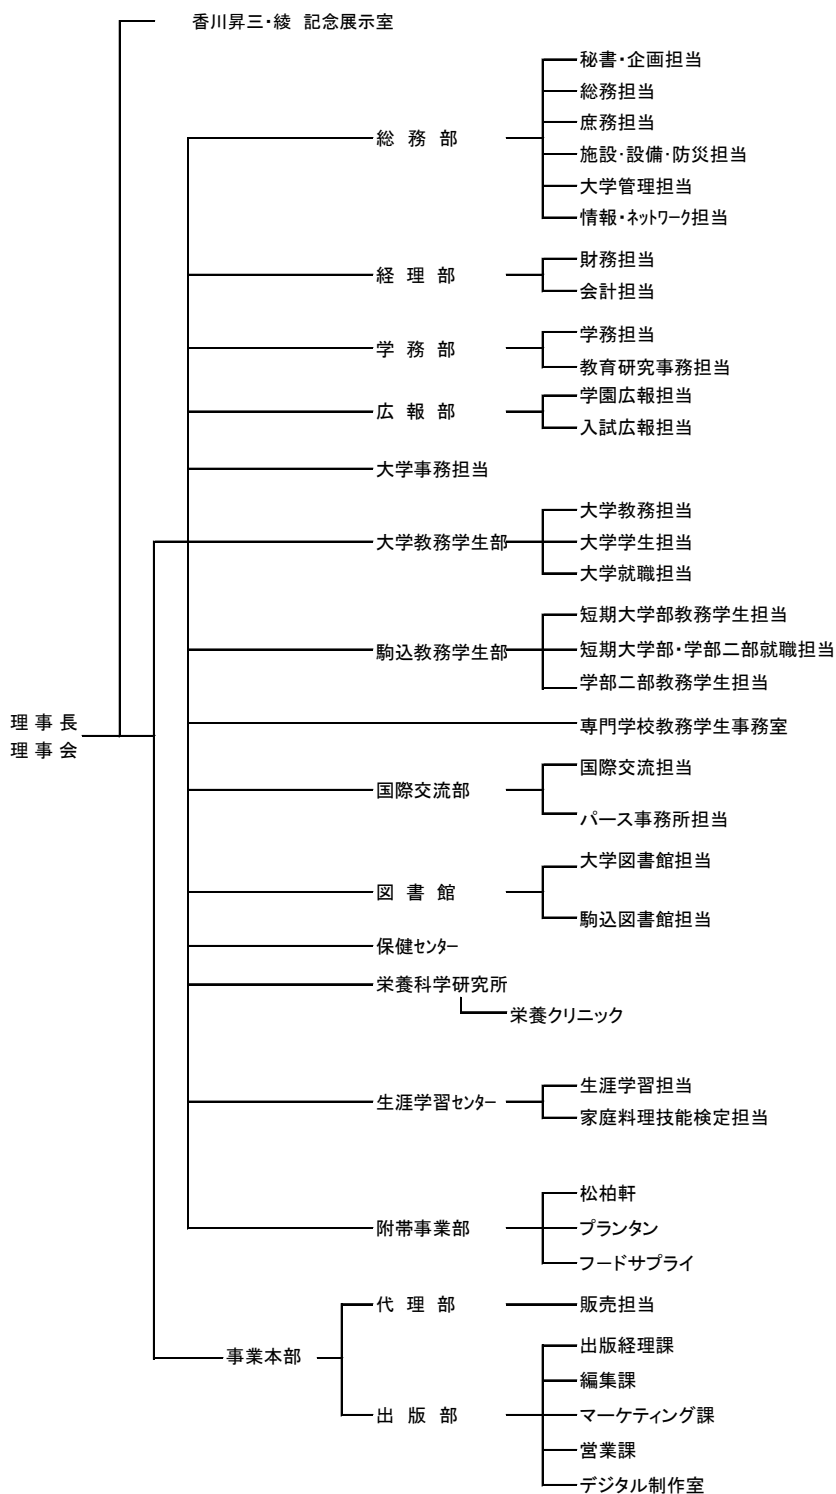 香川昇三・綾 記念展示室
秘書・企画担当
総務担当
庶務担当
総 務 部
施設・設備・防災担当
大学管理担当
情報・ネットワーク担当
財務担当
経 理 部
会計担当
学務担当
学 務 部
教育研究事務担当
学園広報担当
広 報 部
入試広報担当
大学事務担当
大学教務担当
大学教務学生部
大学学生担当
大学就職担当
短期大学部教務学生担当
駒込教務学生部
短期大学部・学部二部就職担当
学部二部教務学生担当
理 事 長
理 事 会
専門学校教務学生事務室
国際交流担当
国際交流部
パース事務所担当
大学図書館担当
図 書 館
駒込図書館担当
保健センター
栄養科学研究所
栄養クリニック
生涯学習担当
生涯学習センター
家庭料理技能検定担当
松柏軒
附帯事業部
プランタン
フードサプライ
代 理 部
販売担当
事業本部
出版経理課
編集課
出 版 部
マーケティング課
営業課
デジタル制作室